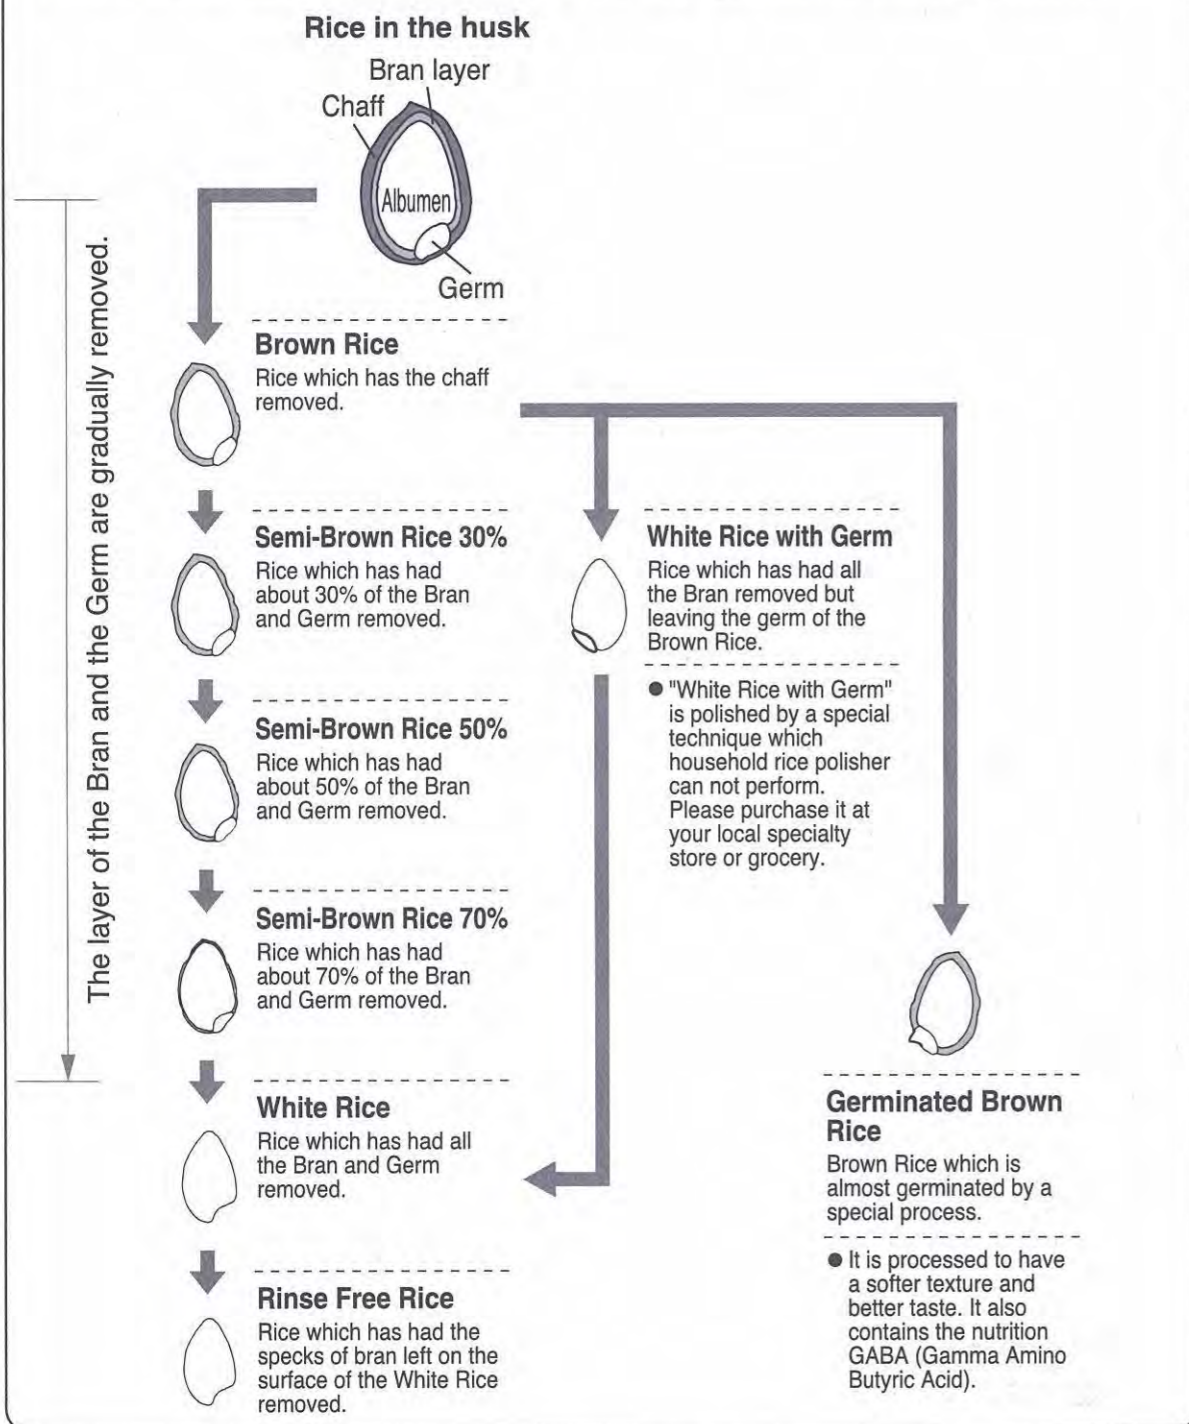 Rice in the husk
Bran layer
Chaff
Albumen
Germ
The layer of the Bran and the Germ are gradually removed.
Brown Rice
Rice which has the chaff
removed.
Semi-Brown Rice 30%
Rice which has had
about 30% of the Bran
and Germ removed.
Semi-Brown Rice 50%
Rice which has had
about 50% of the Bran
and Germ removed.
Semi-Brown Rice 70%
Rice which has had
about 70% of the Bran
and Germ removed.
White Rice
Rice which has had all
the Bran and Germ
removed.
Rinse Free Rice
Rice which has had the
specks of bran left on the
surface of the White Rice
removed.
White Rice with Germ
Rice which has had all
the Bran removed but
leaving the germ of the
Brown Rice.
● "White Rice with Germ"
is polished by a special
technique which
household rice polisher
can not perform.
Please purchase it at
your local specialty
store or grocery.
Germinated Brown
Rice
Brown Rice which is
almost germinated by a
special process.
● It is processed to have
a softer texture and
better taste. It also
contains the nutrition
GABA (Gamma Amino
Butyric Acid).